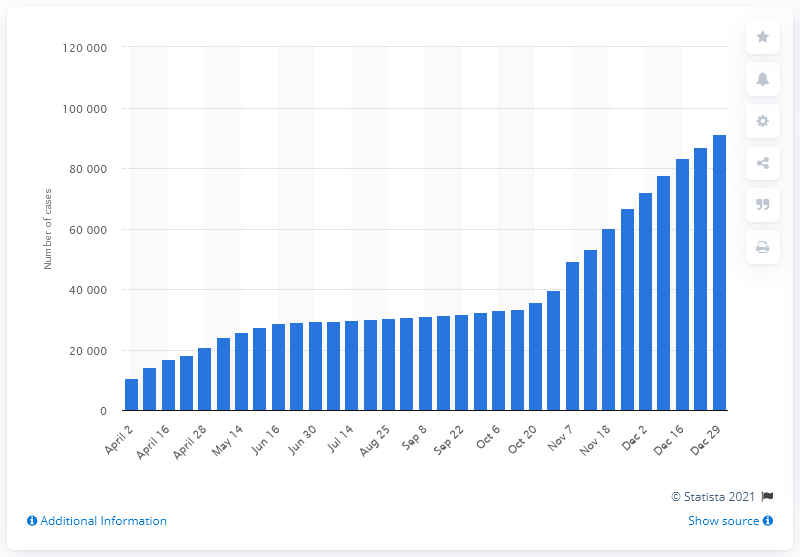 120 000
100 000
80 000
60 000
40 000
20 000
0
Number of cases
April 2
April 16
April 28
May 14
Jun 16
Jun 30
Jul 14
Aug 25
Sep 8
Sep 22
Oct 6
Oct 20
Nov 7
Nov 18
Dec 2
Dec 16
Dec 29
© Statista 2021
Additional Information
Show source